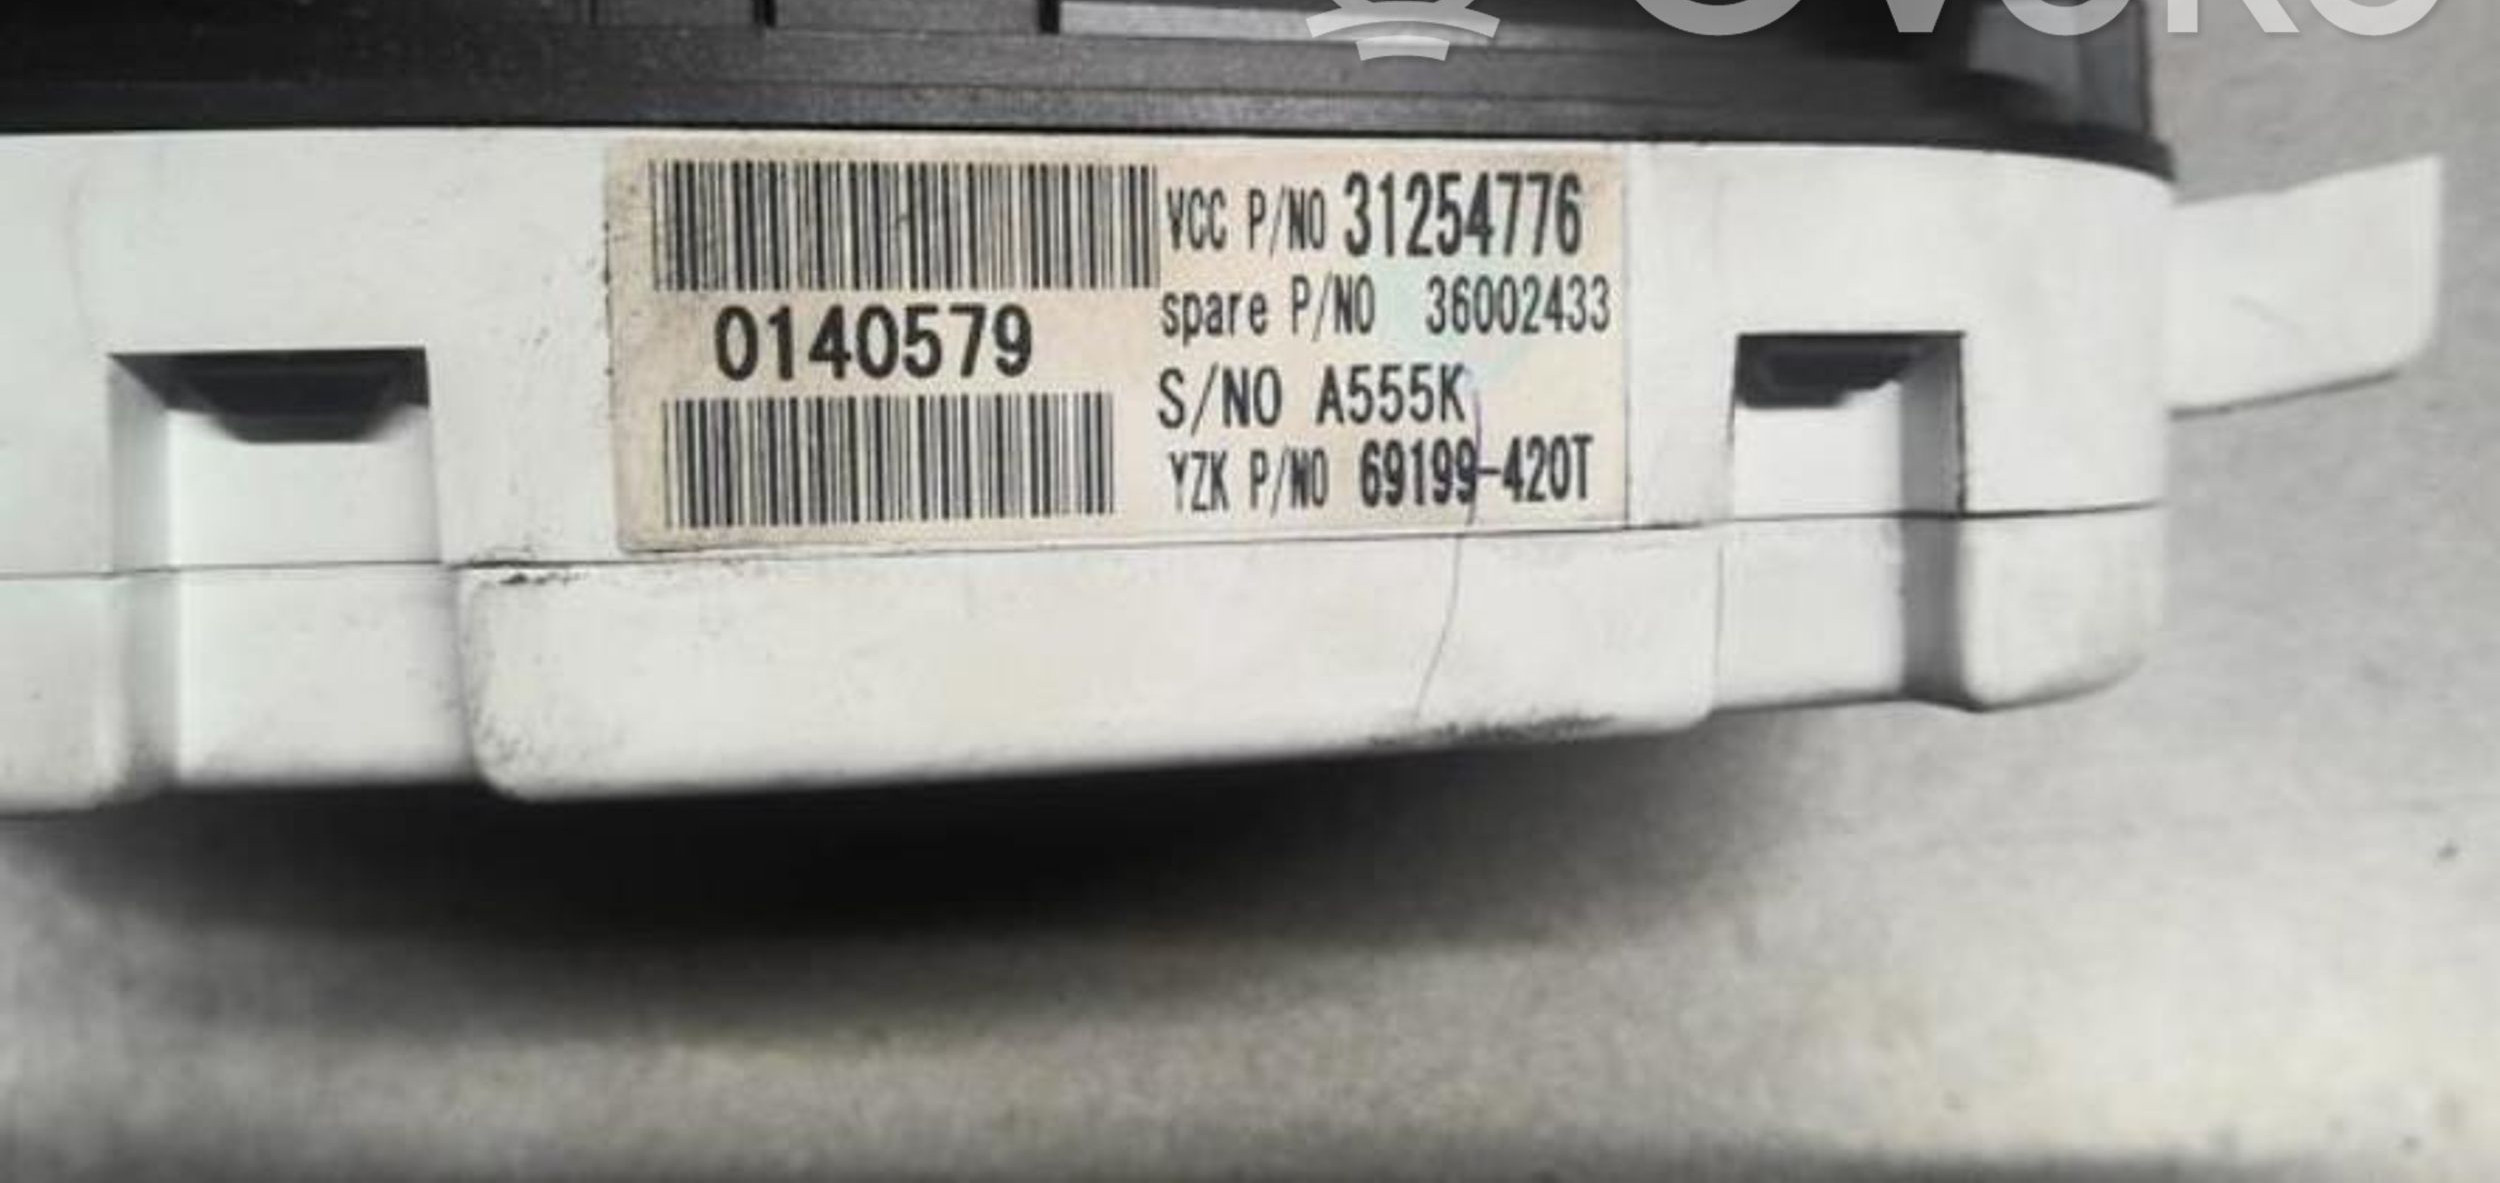 VCC P/NO 31254776
spare P/NO 36002433
0140579
S/NO A555K
YZK P/NO 69199-420T